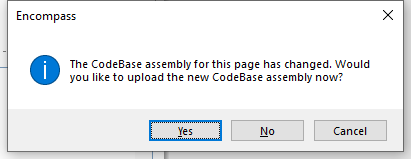 Encompass
The CodeBase assembly for this page has changed. Would
you like to upload the new CodeBase assembly now?
Yes
No
Cancel